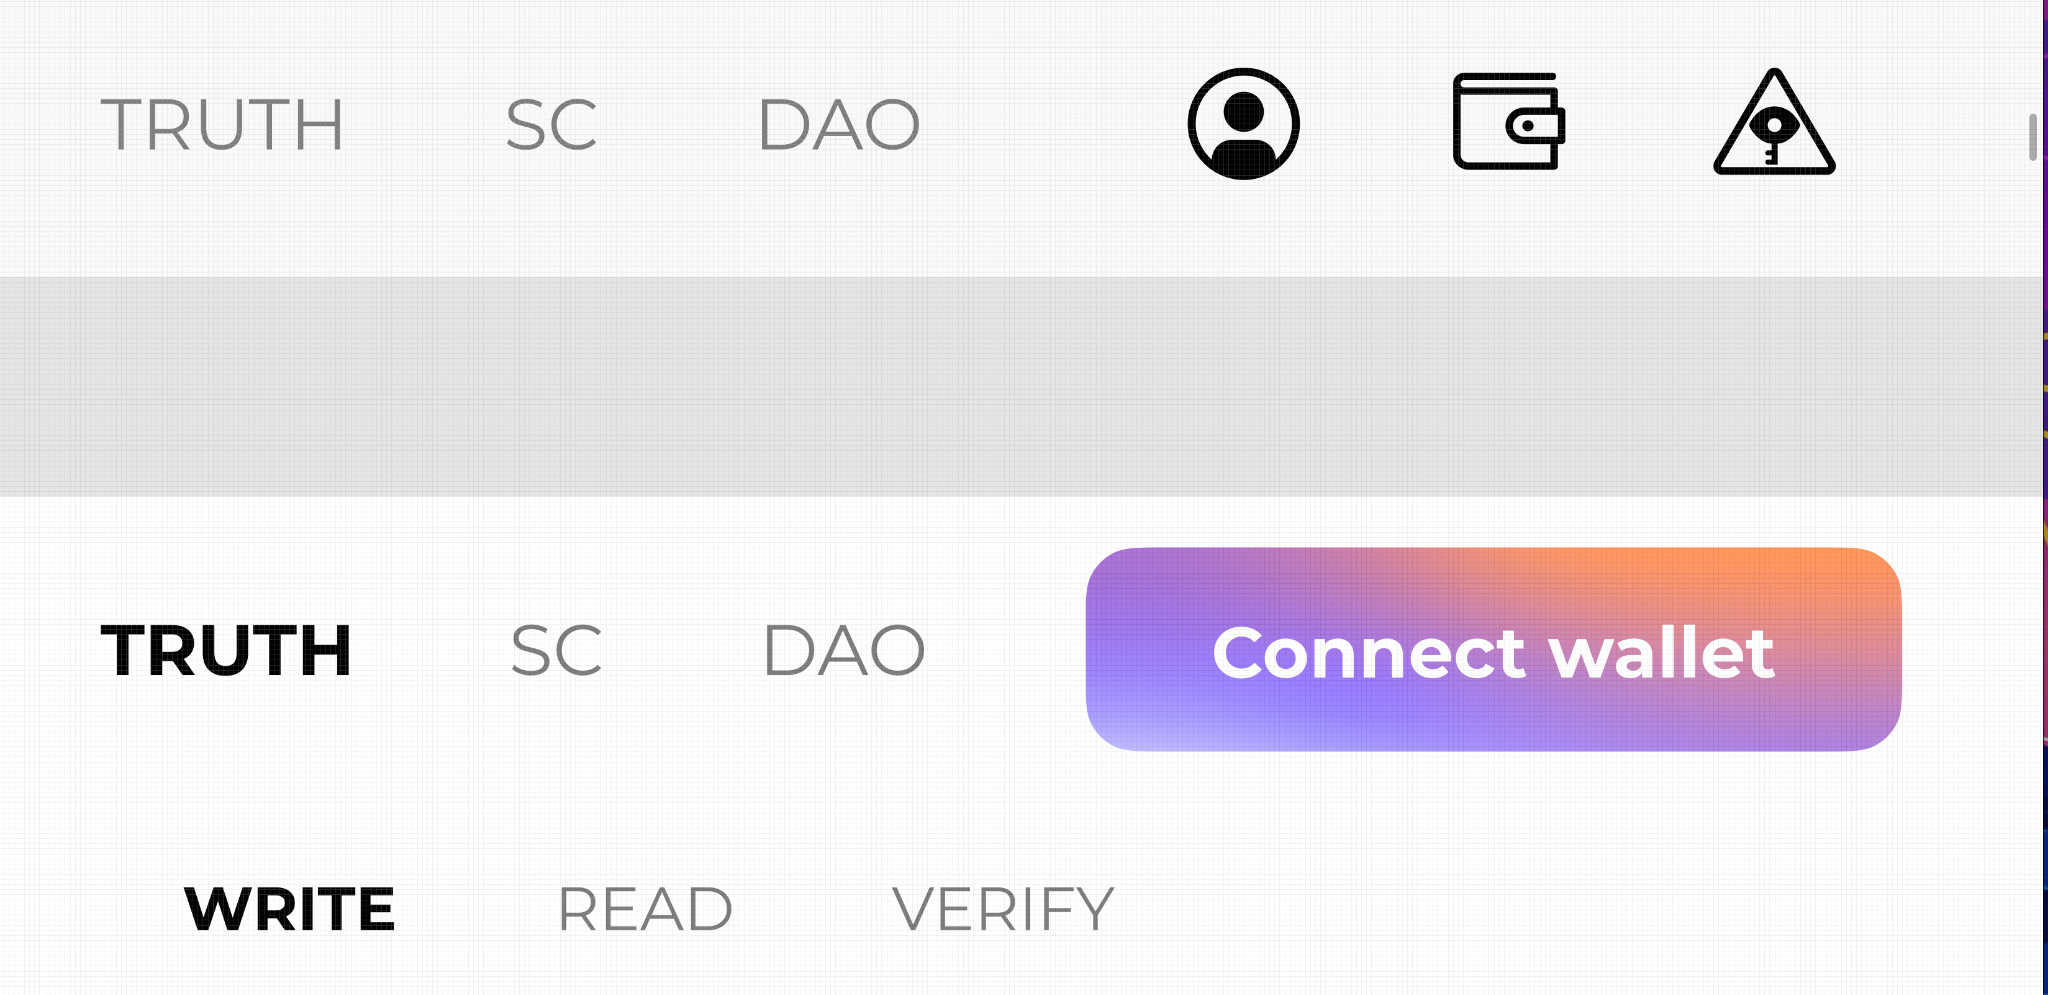 TRUTH SC DAO
TRUTH SC DAO Connect wallet
WRITE READ VERIFY